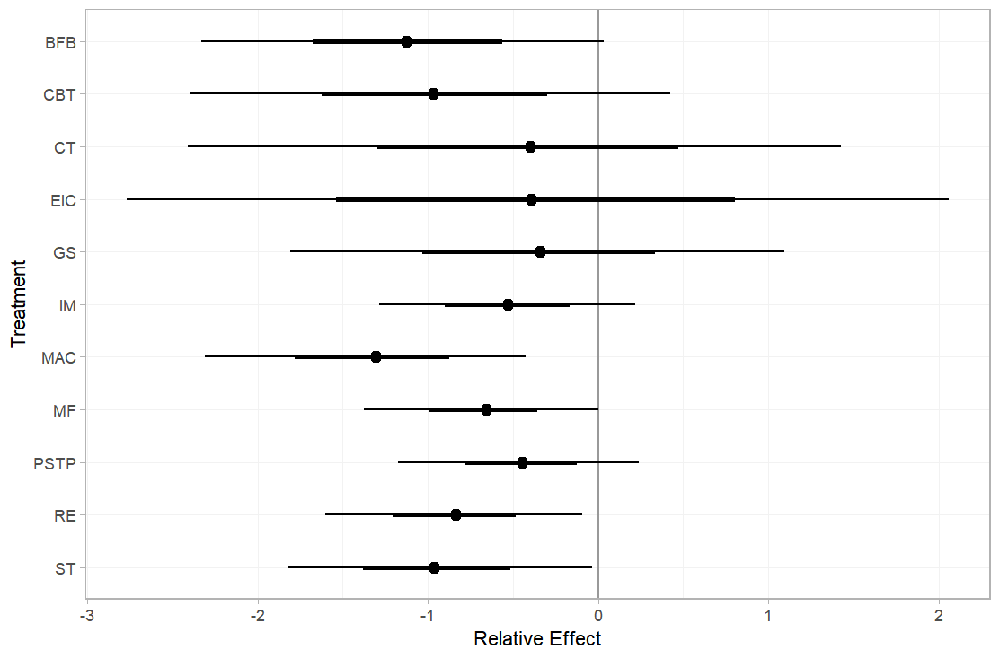 Treatment
BFB
CBT
CT
EIC
GS
IM
MAC
MF
PSTP
RE
ST
-3 -2 -1 0 1 2
Relative Effect